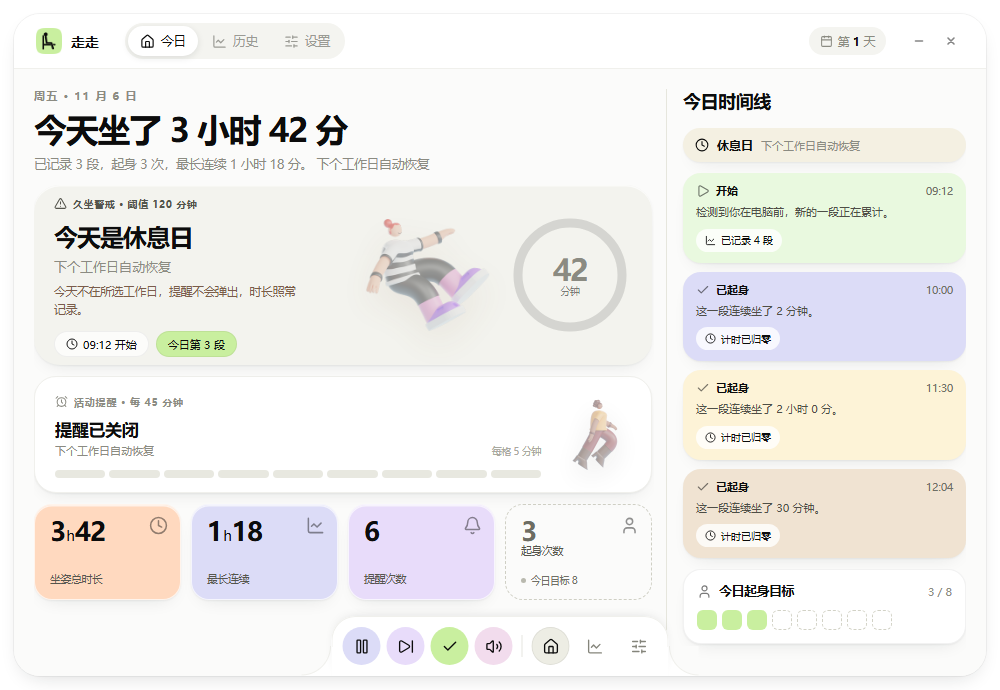 走走
今日
历史
设置
第 1 天
周五 • 11 月 6 日
今天坐了 3 小时 42 分
已记录 3 段，起身 3 次，最长连续 1 小时 18 分。 下个工作日自动恢复
久坐警戒 • 阈值 120 分钟
今天是休息日
下个工作日自动恢复
今天不在所选工作日，提醒不会弹出，时长照常
记录。
09:12 开始
今日第 3 段
42
分钟
活动提醒 • 每 45 分钟
提醒已关闭
下个工作日自动恢复
每格 5 分钟
3h42
坐姿总时长
1h18
最长连续
6
提醒次数
3
起身次数
今日目标 8
今日时间线
休息日 下个工作日自动恢复
开始 09:12
检测到你在电脑前，新的一段正在累计。
已记录 4 段
已起身 10:00
这一段连续坐了 2 分钟。
计时已归零
已起身 11:30
这一段连续坐了 2 小时 0 分。
计时已归零
已起身 12:04
这一段连续坐了 30 分钟。
计时已归零
今日起身目标 3 / 8